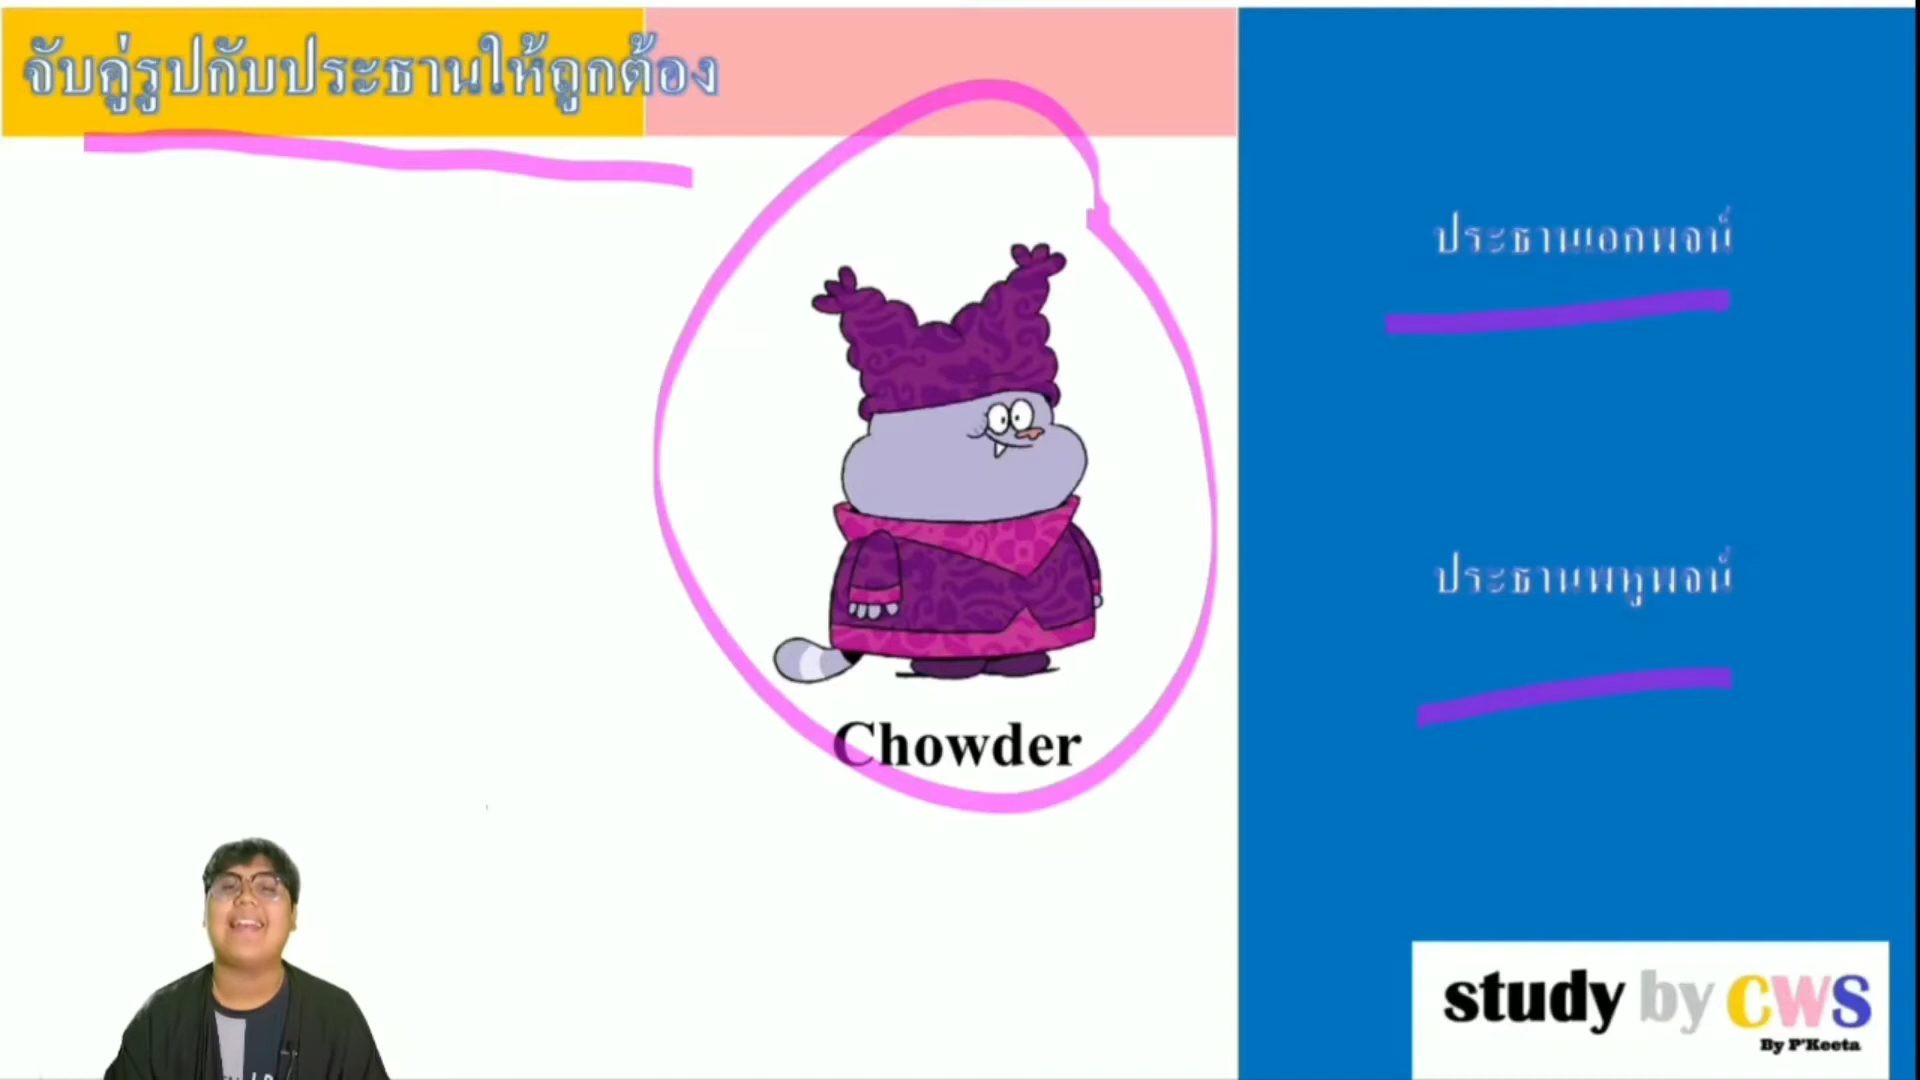 จับคู่รูปกับประธานให้ถูกต้อง
ประธานเอกพจน์
ประธานพหูพจน์
Chowder
study by CWS
By P'Keeta